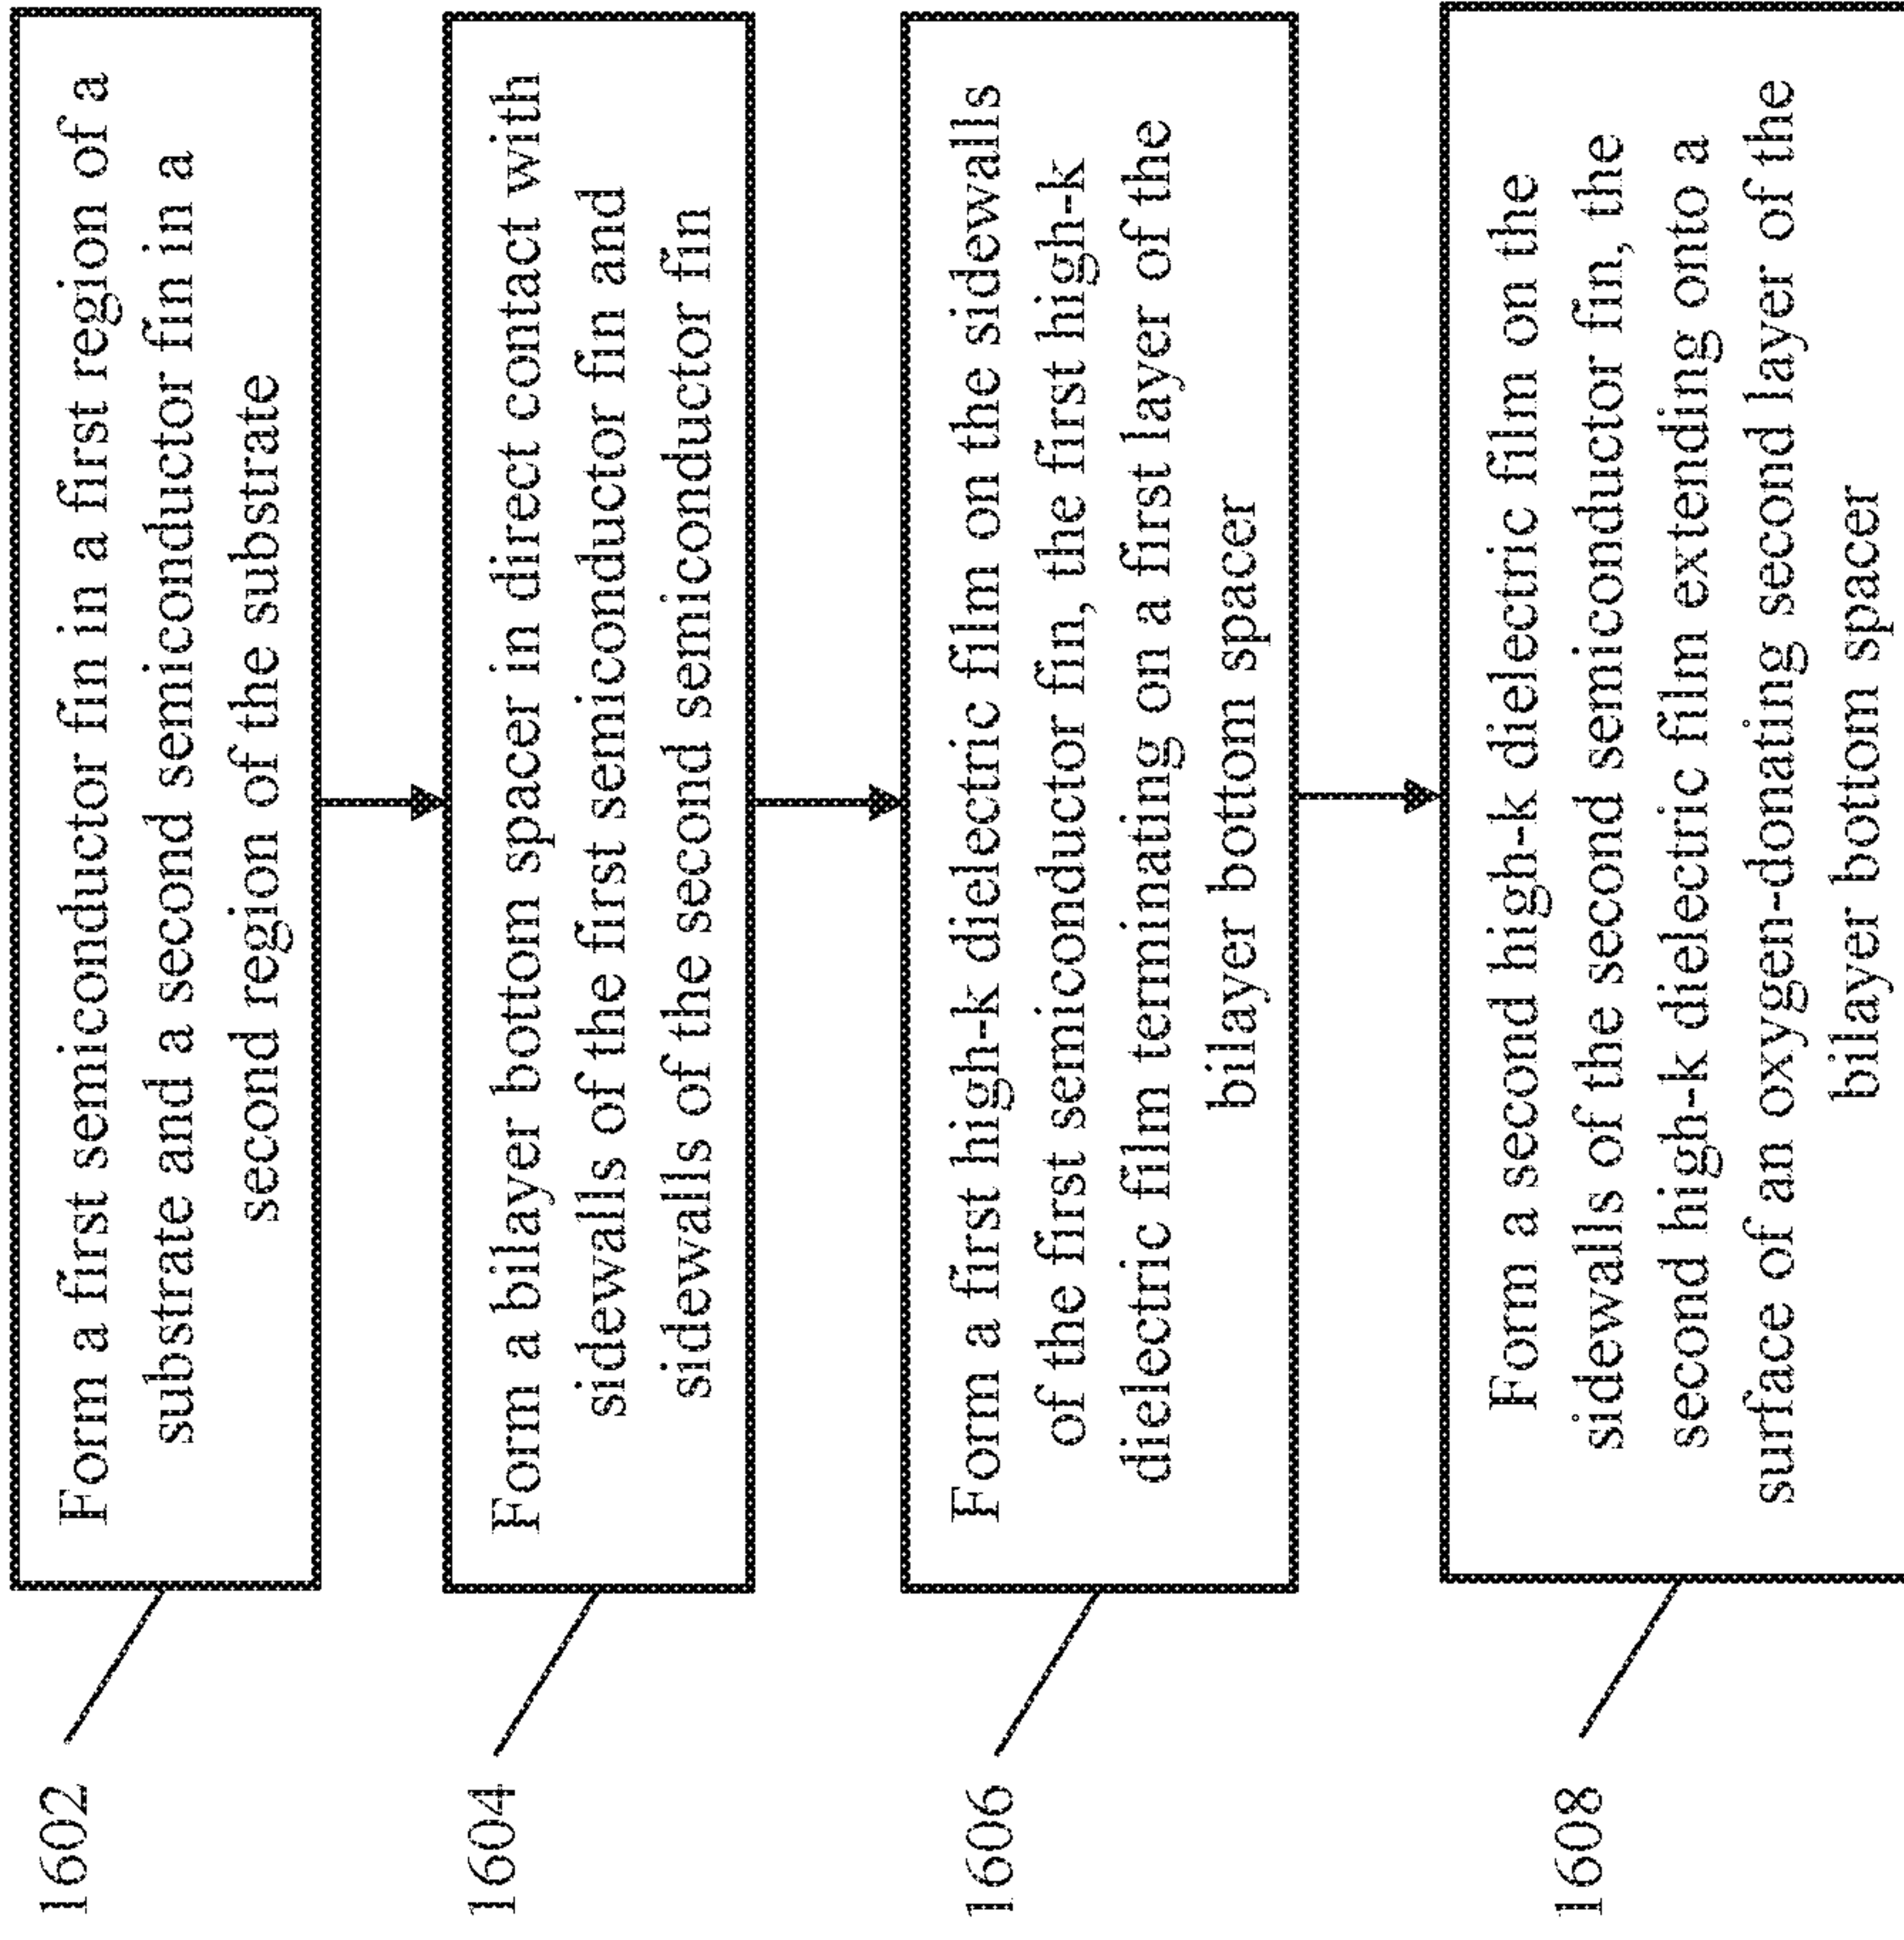 1602
Form a first semiconductor fin in a first region of a
substrate and a second semiconductor fin in a
second region of the substrate
1604
Form a bilayer bottom spacer in direct contact with
sidewalls of the first semiconductor fin and
sidewalls of the second semiconductor fin
1606
Form a first high-k dielectric film on the sidewalls
of the first semiconductor fin, the first high-k
dielectric film terminating on a first layer of the
bilayer bottom spacer
1608
Form a second high-k dielectric film on the
sidewalls of the second semiconductor fin, the
second high-k dielectric film extending onto a
surface of an oxygen-donating second layer of the
bilayer bottom spacer